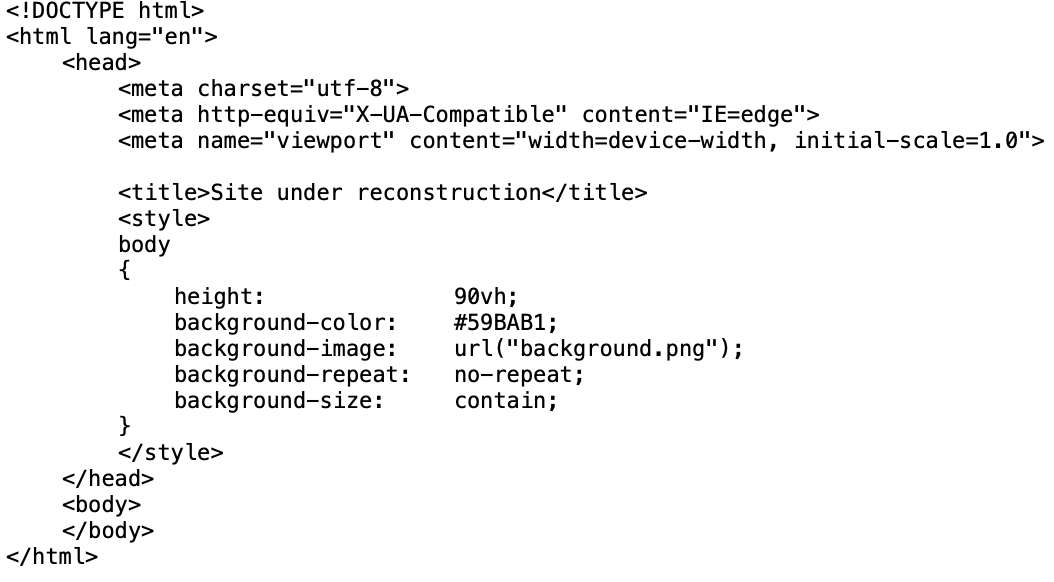 <!DOCTYPE html>
<html lang="en">
<head>
<meta charset="utf-8">
<meta http-equiv="X-UA-Compatible" content="IE=edge">
<meta name="viewport" content="width=device-width, initial-scale=1.0">
<title>Site under reconstruction</title>
<style>
body
{
height: 90vh;
background-color: #59BAB1;
background-image: url("background.png");
background-repeat: no-repeat;
background-size: contain;
}
</style>
</head>
<body>
</body>
</html>